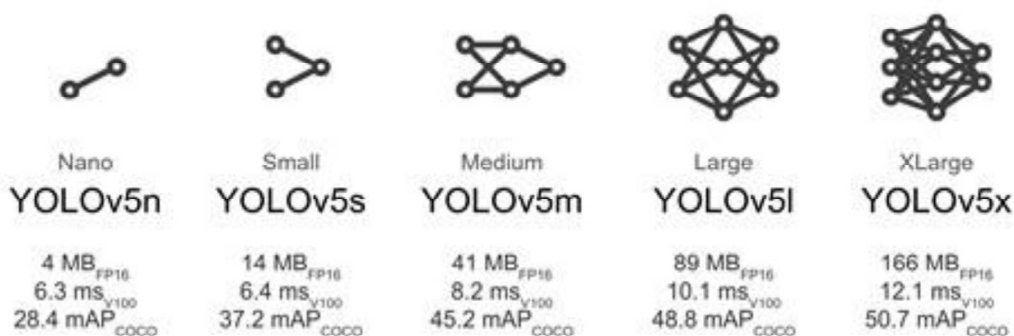 Nano Small Medium Large XLarge
YOLOv5n YOLOv5s YOLOv5m YOLOv5l YOLOv5x
4 MB FP16 14 MB FP16 41 MB FP16 89 MB FP16 166 MB FP16
6.3 ms V100 6.4 ms V100 8.2 ms V100 10.1 ms V100 12.1 ms V100
28.4 mAP COCO 37.2 mAP COCO 45.2 mAP COCO 48.8 mAP COCO 50.7 mAP COCO